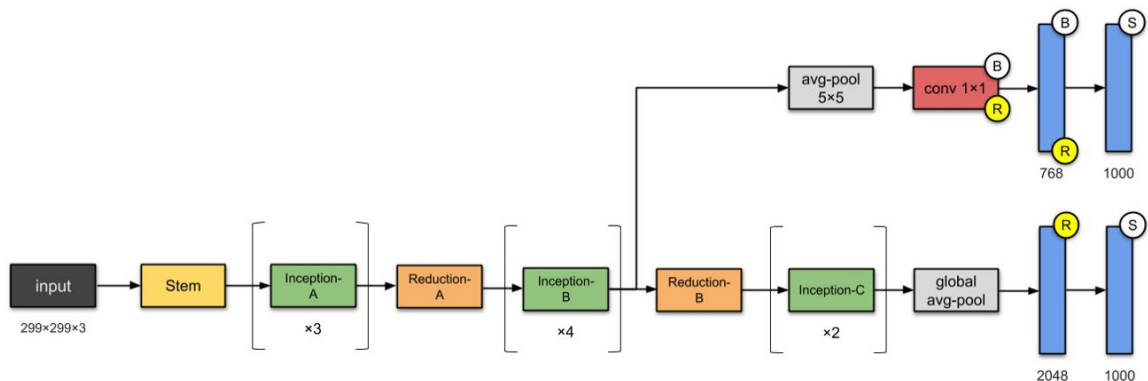 avg-pool
5×5
conv 1×1
B
R
B
R
768
S
1000
input
299×299×3
Stem
Inception-
A
×3
Reduction-
A
Inception-
B
×4
Reduction-
B
Inception-C
×2
global
avg-pool
R
2048
S
1000